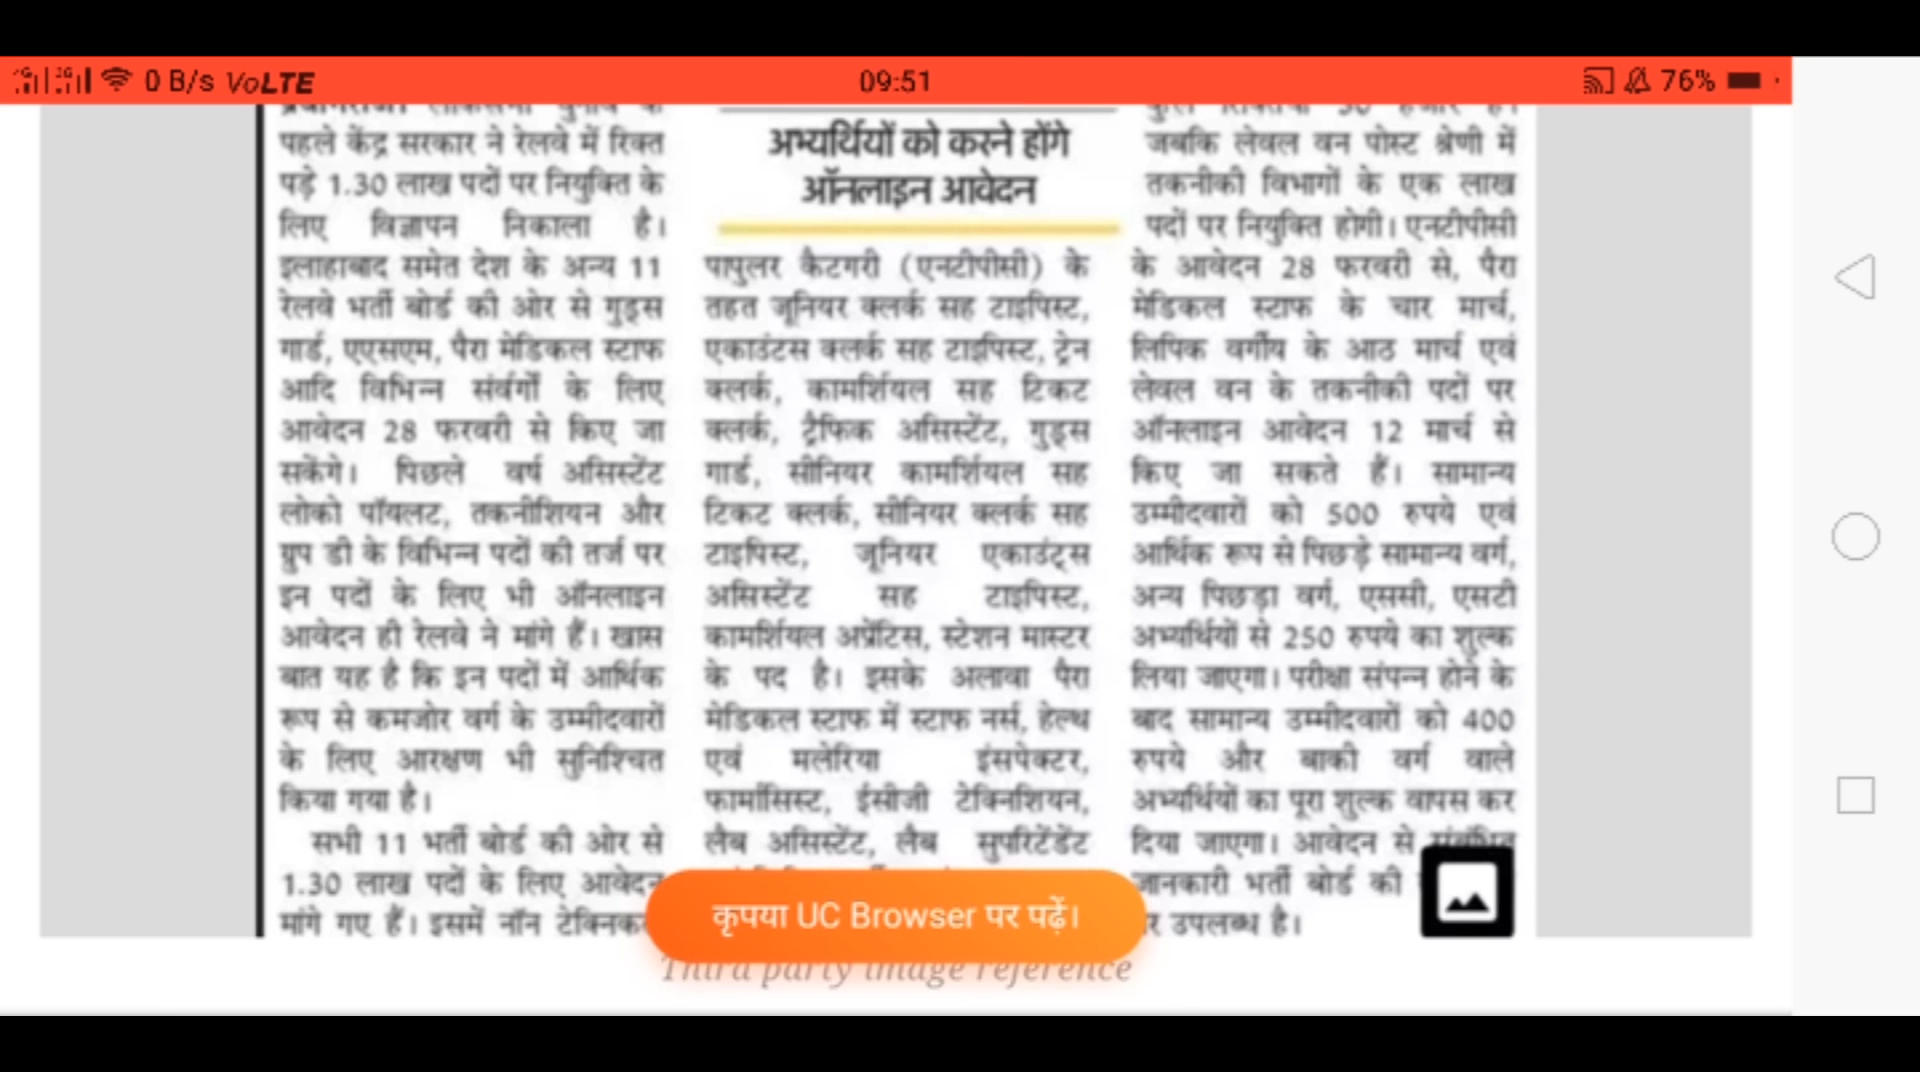 0 B/s VoLTE
09:51
76%
पहले केंद्र सरकार ने रेलवे में रिक्त
पड़े 1.30 लाख पदों पर नियुक्ति के
लिए विज्ञापन निकाला है।
इलाहाबाद समेत देश के अन्य 11
रेलवे भर्ती बोर्ड की ओर से गुड्स
गार्ड, एएसएम, पैरा मेडिकल स्टाफ
आदि विभिन्न संवर्गों के लिए
आवेदन 28 फरवरी से किए जा
सकेंगे। पिछले वर्ष असिस्टेंट
लोको पॉयलट, तकनीशियन और
ग्रुप डी के विभिन्न पदों की तर्ज पर
इन पदों के लिए भी ऑनलाइन
आवेदन ही रेलवे ने मांगे हैं। खास
बात यह है कि इन पदों में आर्थिक
रूप से कमजोर वर्ग के उम्मीदवारों
के लिए आरक्षण भी सुनिश्चित
किया गया है।
सभी 11 भर्ती बोर्ड की ओर से
1.30 लाख पदों के लिए आवेदन
मांगे गए हैं। इसमें नॉन
अभ्यर्थियों को करने होंगे
ऑनलाइन आवेदन
पापुलर कैटगरी (एनटीपीसी) के
तहत जूनियर क्लर्क सह टाइपिस्ट,
एकाउंटस क्लर्क सह टाइपिस्ट, ट्रेन
क्लर्क, कामर्शियल सह टिकट
क्लर्क, ट्रैफिक असिस्टेंट, गुड्स
गार्ड, सीनियर कामर्शियल सह
टिकट क्लर्क, सीनियर क्लर्क सह
टाइपिस्ट, जूनियर एकाउंट्स
असिस्टेंट सह टाइपिस्ट,
कामर्शियल अप्रेंटिस, स्टेशन मास्टर
के पद है। इसके अलावा पैरा
मेडिकल स्टाफ में स्टाफ नर्स, हेल्थ
एवं मलेरिया इंसपेक्टर,
फार्मासिस्ट, ईसीजी टेक्निशियन,
लैब असिस्टेंट, लैब सुपरिटेंडेंट
जबकि लेवल वन पोस्ट श्रेणी में
तकनीकी विभागों के एक लाख
पदों पर नियुक्ति होगी। एनटीपीसी
के आवेदन 28 फरवरी से, पैरा
मेडिकल स्टाफ के चार मार्च,
लिपिक वर्गीय के आठ मार्च एवं
लेवल वन के तकनीकी पदों पर
ऑनलाइन आवेदन 12 मार्च से
किए जा सकते हैं। सामान्य
उम्मीदवारों को 500 रुपये एवं
आर्थिक रूप से पिछड़े सामान्य वर्ग,
अन्य पिछड़ा वर्ग, एससी, एसटी
अभ्यर्थियों से 250 रुपये का शुल्क
लिया जाएगा। परीक्षा संपन्न होने के
बाद सामान्य उम्मीदवारों को 400
रुपये और बाकी वर्ग वाले
अभ्यर्थियों का पूरा शुल्क वापस कर
दिया जाएगा। आवेदन से संबंधित
जानकारी भर्ती बोर्ड की
उपलब्ध है।
कृपया UC Browser पर पढ़ें।
Third party image reference